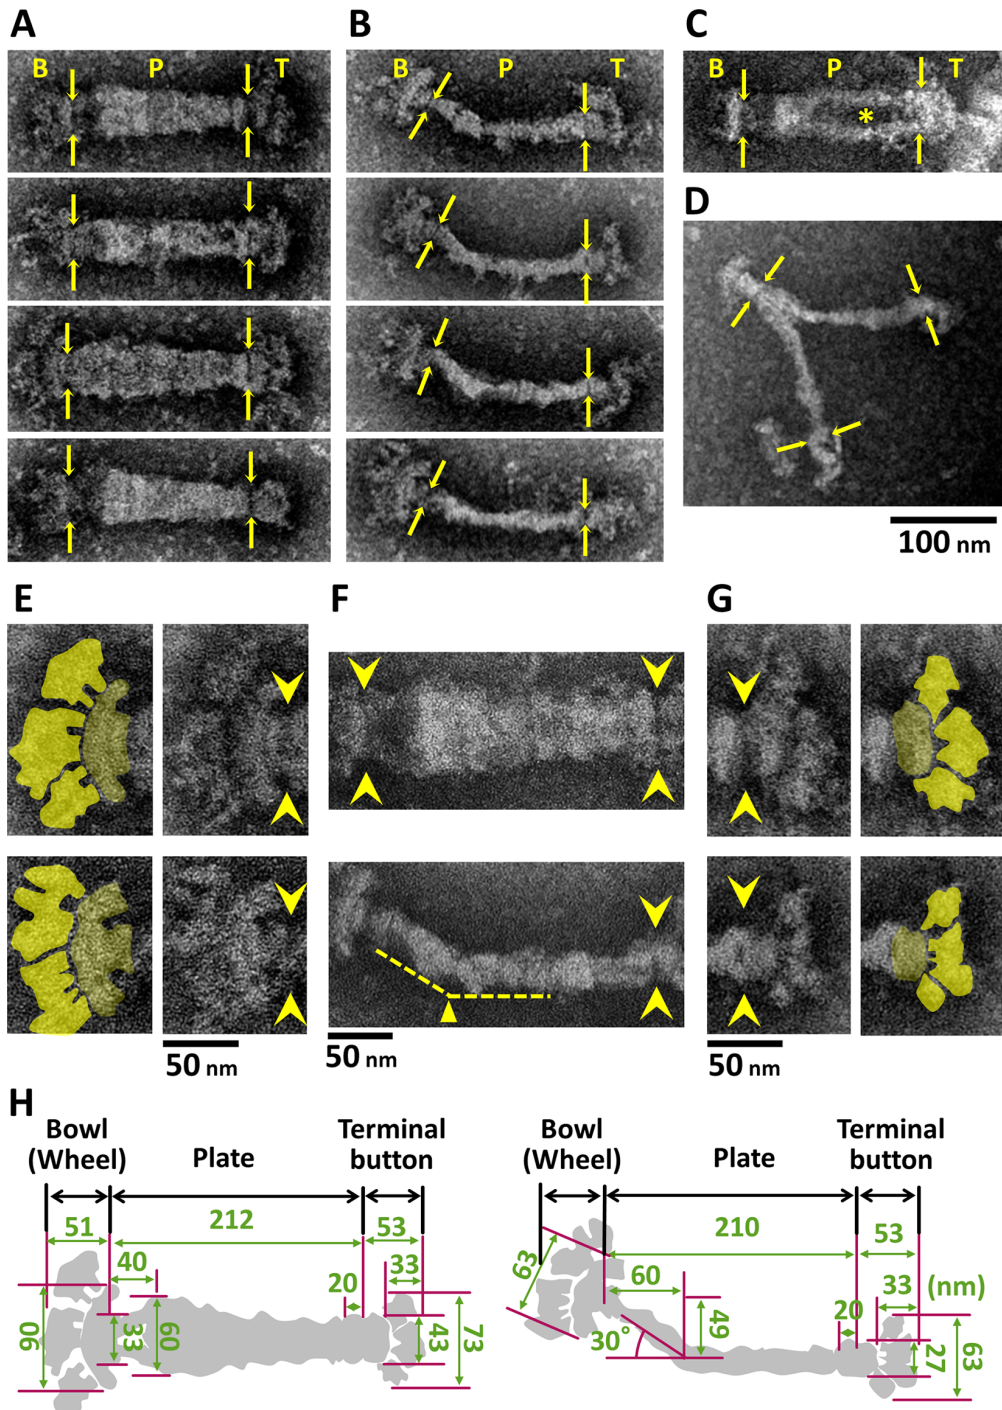 A
B
C
B
P
T
B
P
T
B
P
T
*
D
100 nm
E
F
G
50 nm
50 nm
50 nm
H
Bowl
(Wheel)
Plate
Terminal
button
51
212
53
40
20
33
90
33
60
43
73
Bowl
(Wheel)
Plate
Terminal
button
210
53
63
60
33
(nm)
20
49
30°
27
63